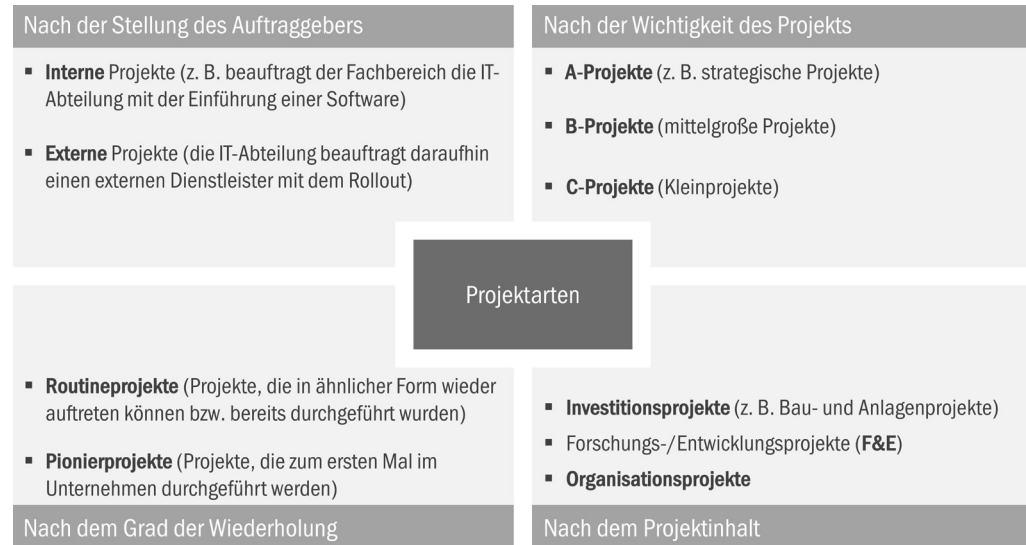 Nach der Stellung des Auftraggebers
▪ Interne Projekte (z. B. beauftragt der Fachbereich die IT-
Abteilung mit der Einführung einer Software)
▪ Externe Projekte (die IT-Abteilung beauftragt daraufhin
einen externen Dienstleister mit dem Rollout)
Nach der Wichtigkeit des Projekts
▪ A-Projekte (z. B. strategische Projekte)
▪ B-Projekte (mittelgroße Projekte)
▪ C-Projekte (Kleinprojekte)
Projektarten
▪ Routineprojekte (Projekte, die in ähnlicher Form wieder
auftreten können bzw. bereits durchgeführt wurden)
▪ Pionierprojekte (Projekte, die zum ersten Mal im
Unternehmen durchgeführt werden)
Nach dem Grad der Wiederholung
▪ Investitionsprojekte (z. B. Bau- und Anlagenprojekte)
▪ Forschungs-/Entwicklungsprojekte (F&E)
▪ Organisationsprojekte
Nach dem Projektinhalt